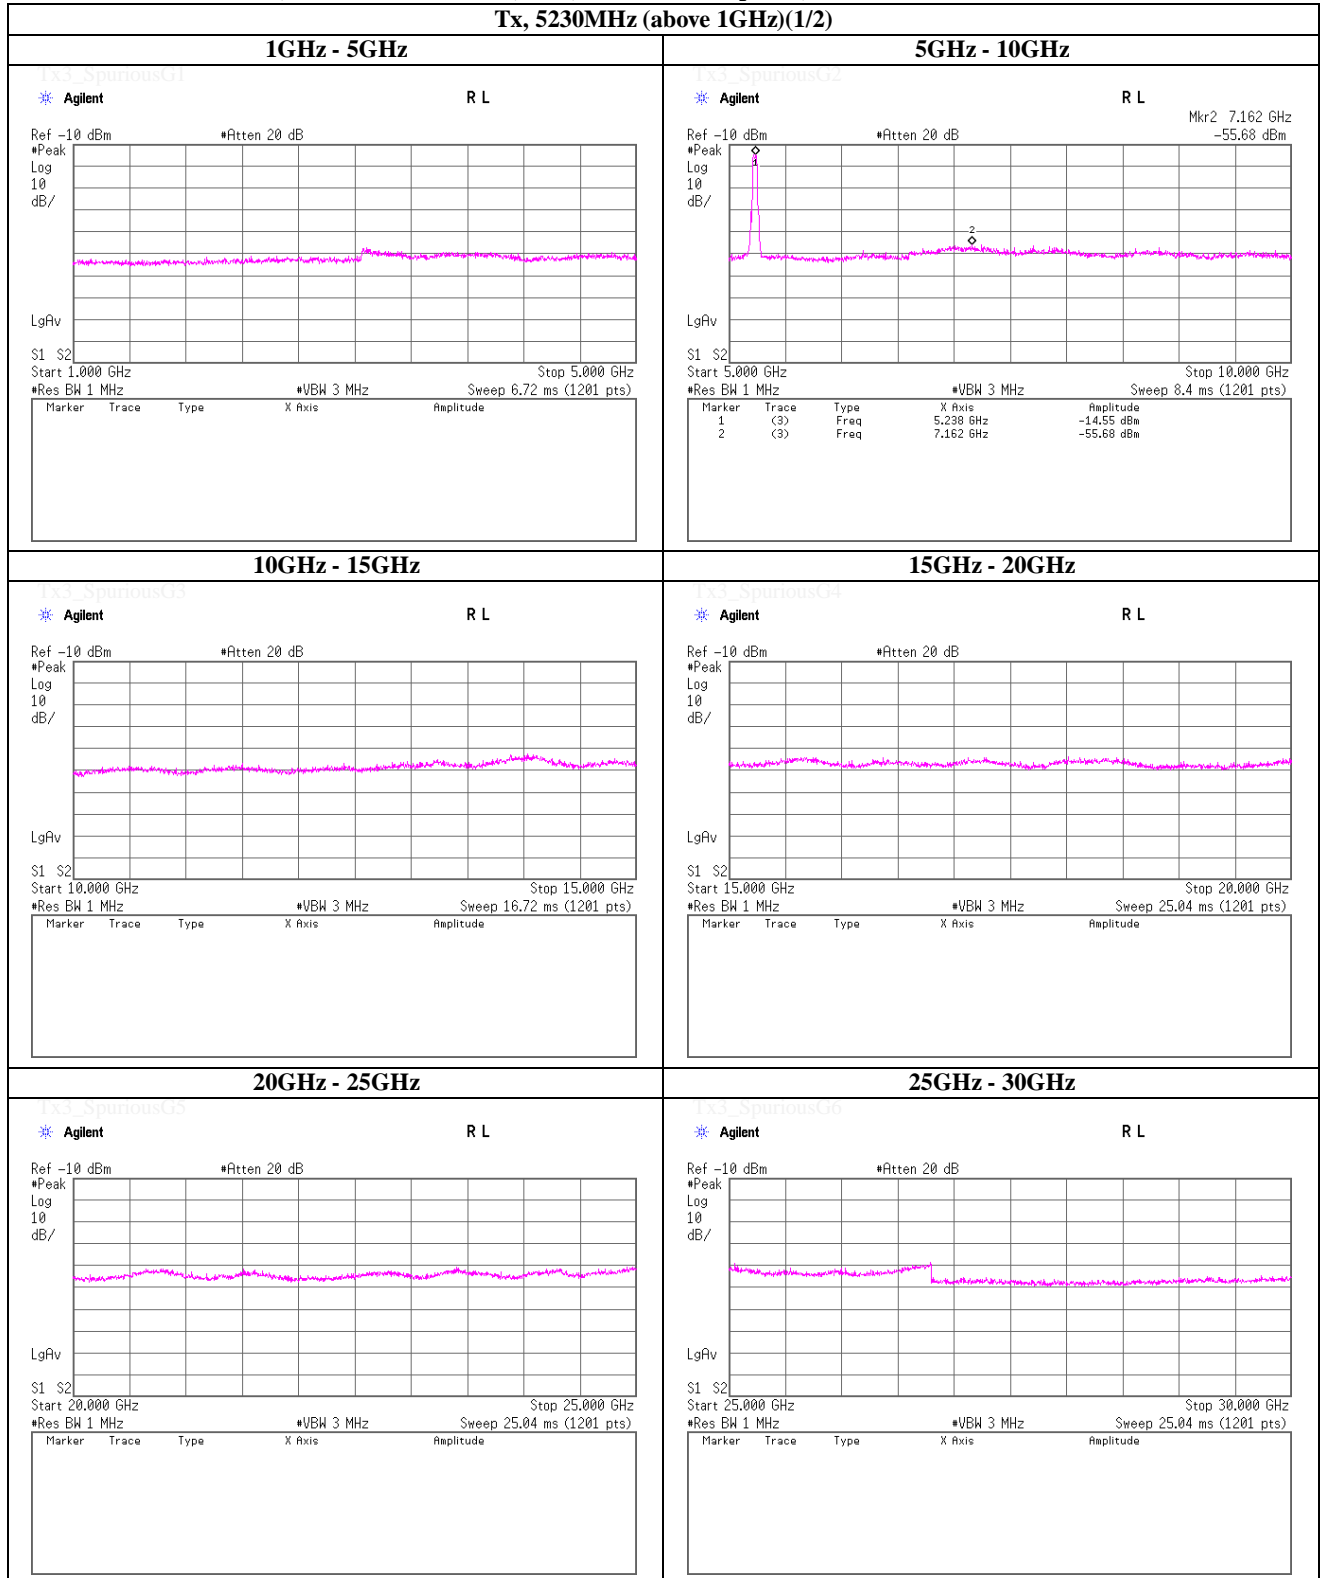 Tx, 5230MHz (above 1GHz)(1/2)
1GHz - 5GHz
Tx3_SpuriousG1
Agilent R L
Ref -10 dBm #Atten 20 dB
#Peak
Log
10
dB/
LgAv
S1 S2
Start 1.000 GHz Stop 5.000 GHz
#Res BW 1 MHz #VBW 3 MHz Sweep 6.72 ms (1201 pts)
Marker Trace Type X Axis Amplitude
5GHz - 10GHz
Tx3_SpuriousG2
Agilent R L
Mkr2 7.162 GHz
Ref -10 dBm #Atten 20 dB -55.68 dBm
#Peak
Log
10
dB/
1
2
LgAv
S1 S2
Start 5.000 GHz Stop 10.000 GHz
#Res BW 1 MHz #VBW 3 MHz Sweep 8.4 ms (1201 pts)
Marker Trace Type X Axis Amplitude
1 (3) Freq 5.238 GHz -14.55 dBm
2 (3) Freq 7.162 GHz -55.68 dBm
10GHz - 15GHz
Tx3_SpuriousG3
Agilent R L
Ref -10 dBm #Atten 20 dB
#Peak
Log
10
dB/
LgAv
S1 S2
Start 10.000 GHz Stop 15.000 GHz
#Res BW 1 MHz #VBW 3 MHz Sweep 16.72 ms (1201 pts)
Marker Trace Type X Axis Amplitude
15GHz - 20GHz
Tx3_SpuriousG4
Agilent R L
Ref -10 dBm #Atten 20 dB
#Peak
Log
10
dB/
LgAv
S1 S2
Start 15.000 GHz Stop 20.000 GHz
#Res BW 1 MHz #VBW 3 MHz Sweep 25.04 ms (1201 pts)
Marker Trace Type X Axis Amplitude
20GHz - 25GHz
Tx3_SpuriousG5
Agilent R L
Ref -10 dBm #Atten 20 dB
#Peak
Log
10
dB/
LgAv
S1 S2
Start 20.000 GHz Stop 25.000 GHz
#Res BW 1 MHz #VBW 3 MHz Sweep 25.04 ms (1201 pts)
Marker Trace Type X Axis Amplitude
25GHz - 30GHz
Tx3_SpuriousG6
Agilent R L
Ref -10 dBm #Atten 20 dB
#Peak
Log
10
dB/
LgAv
S1 S2
Start 25.000 GHz Stop 30.000 GHz
#Res BW 1 MHz #VBW 3 MHz Sweep 25.04 ms (1201 pts)
Marker Trace Type X Axis Amplitude